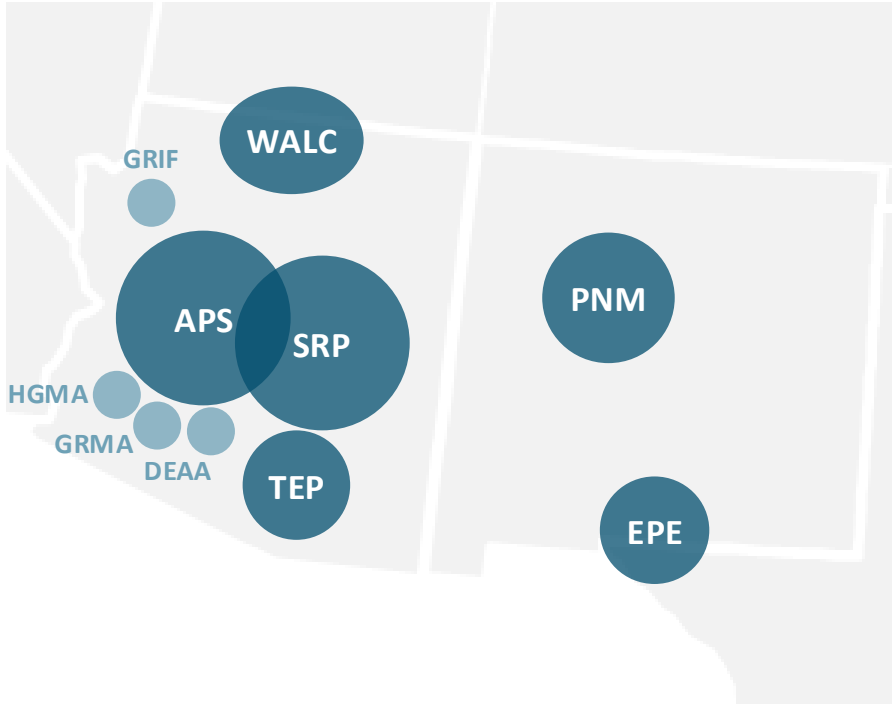 WALC
GRIF
PNM
APS
SRP
HGMA
GRMA
DEAA
TEP
EPE